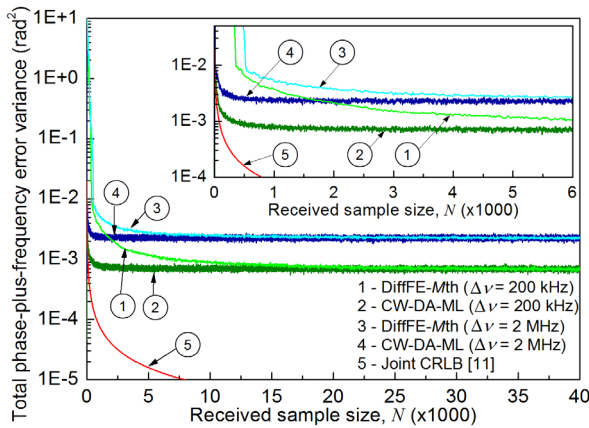 Total phase-plus-frequency error variance (rad²)
1E+1
1E+0
1E-1
1E-2
1E-3
1E-4
1E-5
0
5
10
15
20
25
30
35
40
Received sample size, N (x1000)
1E-2
1E-3
1E-4
0
1
2
3
4
5
6
Received sample size, N (x1000)
4
3
1
2
5
4
3
1
2
5
1 - DiffFE-Mth (Δν = 200 kHz)
2 - CW-DA-ML (Δν = 200 kHz)
3 - DiffFE-Mth (Δν = 2 MHz)
4 - CW-DA-ML (Δν = 2 MHz)
5 - Joint CRLB [11]